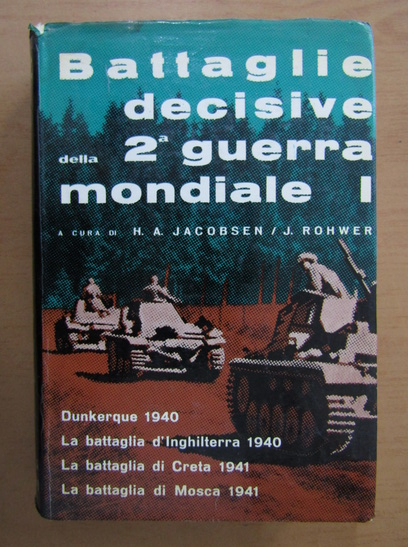 Battaglie
decisive
della 2ª guerra
mondiale I
A CURA DI H. A. JACOBSEN / J. ROHWER
Dunkerque 1940
La battaglia d'Inghilterra 1940
La battaglia di Creta 1941
La battaglia di Mosca 1941